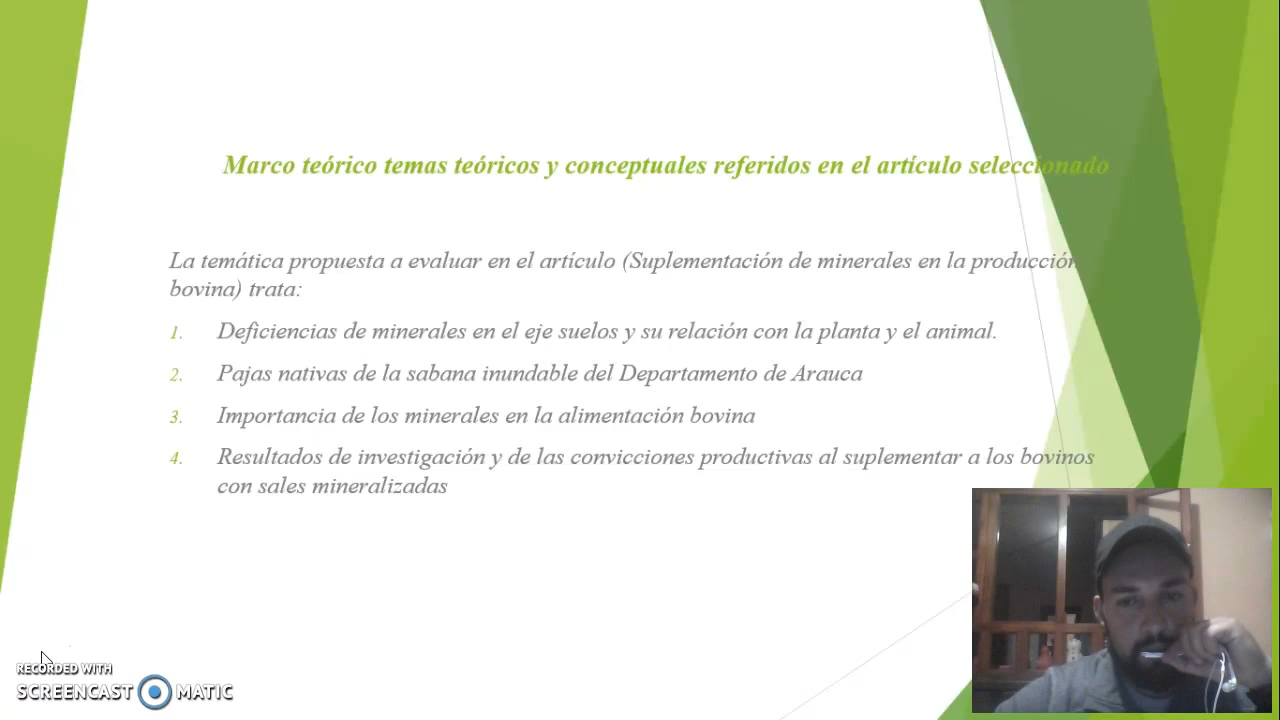 Marco teórico temas teóricos y conceptuales referidos en el artículo seleccionado
La temática propuesta a evaluar en el artículo (Suplementación de minerales en la producción
bovina) trata:
1. Deficiencias de minerales en el eje suelos y su relación con la planta y el animal.
2. Pajas nativas de la sabana inundable del Departamento de Arauca
3. Importancia de los minerales en la alimentación bovina
4. Resultados de investigación y de las convicciones productivas al suplementar a los bovinos
con sales mineralizadas
RECORDED WITH
SCREENCAST MATIC